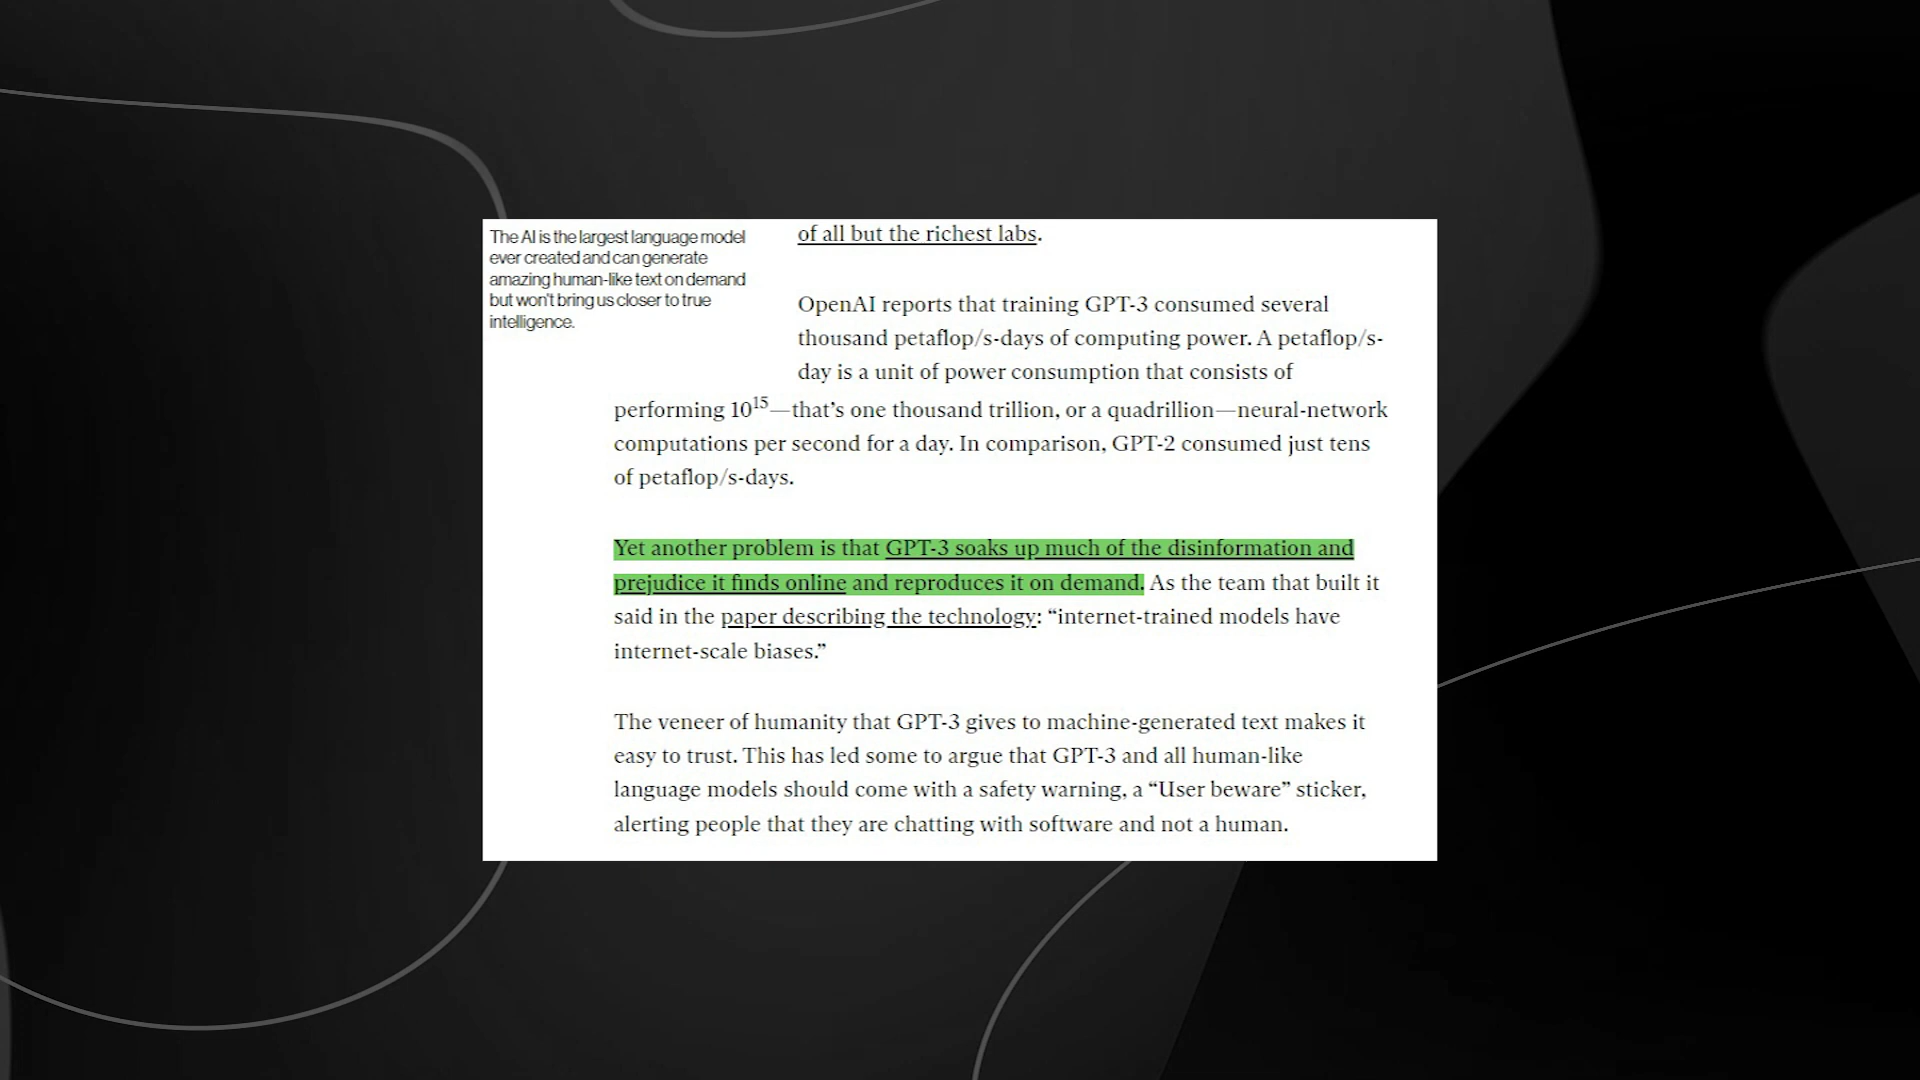 The AI is the largest language model
ever created and can generate
amazing human-like text on demand
but won't bring us closer to true
intelligence.
of all but the richest labs.
OpenAI reports that training GPT-3 consumed several
thousand petaflop/s-days of computing power. A petaflop/s-
day is a unit of power consumption that consists of
performing 10¹⁵—that’s one thousand trillion, or a quadrillion—neural-network
computations per second for a day. In comparison, GPT-2 consumed just tens
of petaflop/s-days.
Yet another problem is that GPT-3 soaks up much of the disinformation and
prejudice it finds online and reproduces it on demand. As the team that built it
said in the paper describing the technology: “internet-trained models have
internet-scale biases.”
The veneer of humanity that GPT-3 gives to machine-generated text makes it
easy to trust. This has led some to argue that GPT-3 and all human-like
language models should come with a safety warning, a “User beware” sticker,
alerting people that they are chatting with software and not a human.